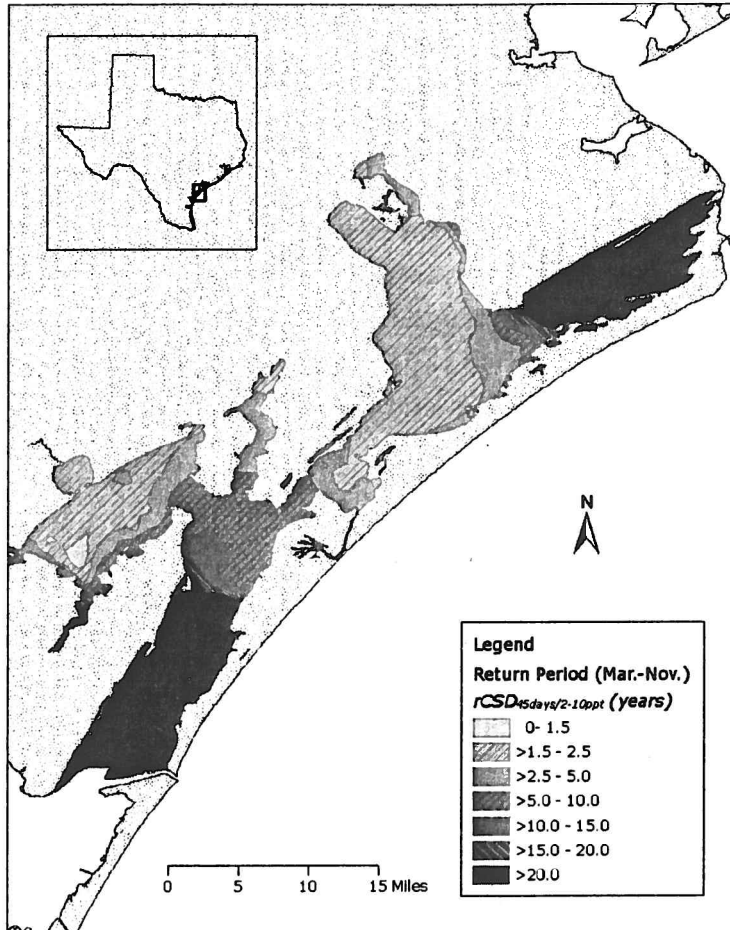 N
Legend
Return Period (Mar.-Nov.)
rCSD45days/2-10ppt (years)
0- 1.5
>1.5 - 2.5
>2.5 - 5.0
>5.0 - 10.0
>10.0 - 15.0
>15.0 - 20.0
>20.0
0 5 10 15 Miles